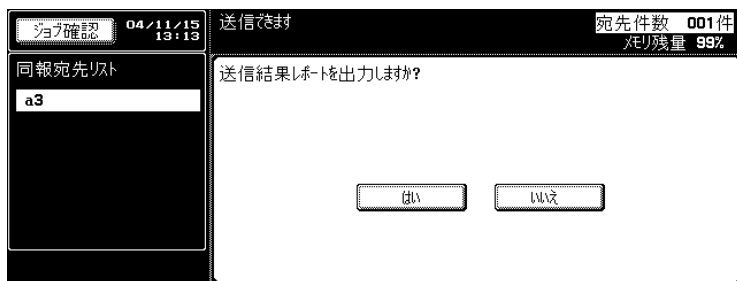 ジョブ確認
04/11/15
13:13
送信できます
宛先件数 001件
メモリ残量 99%
同報宛先リスト
a3
送信結果レポートを出力しますか?
はい
いいえ